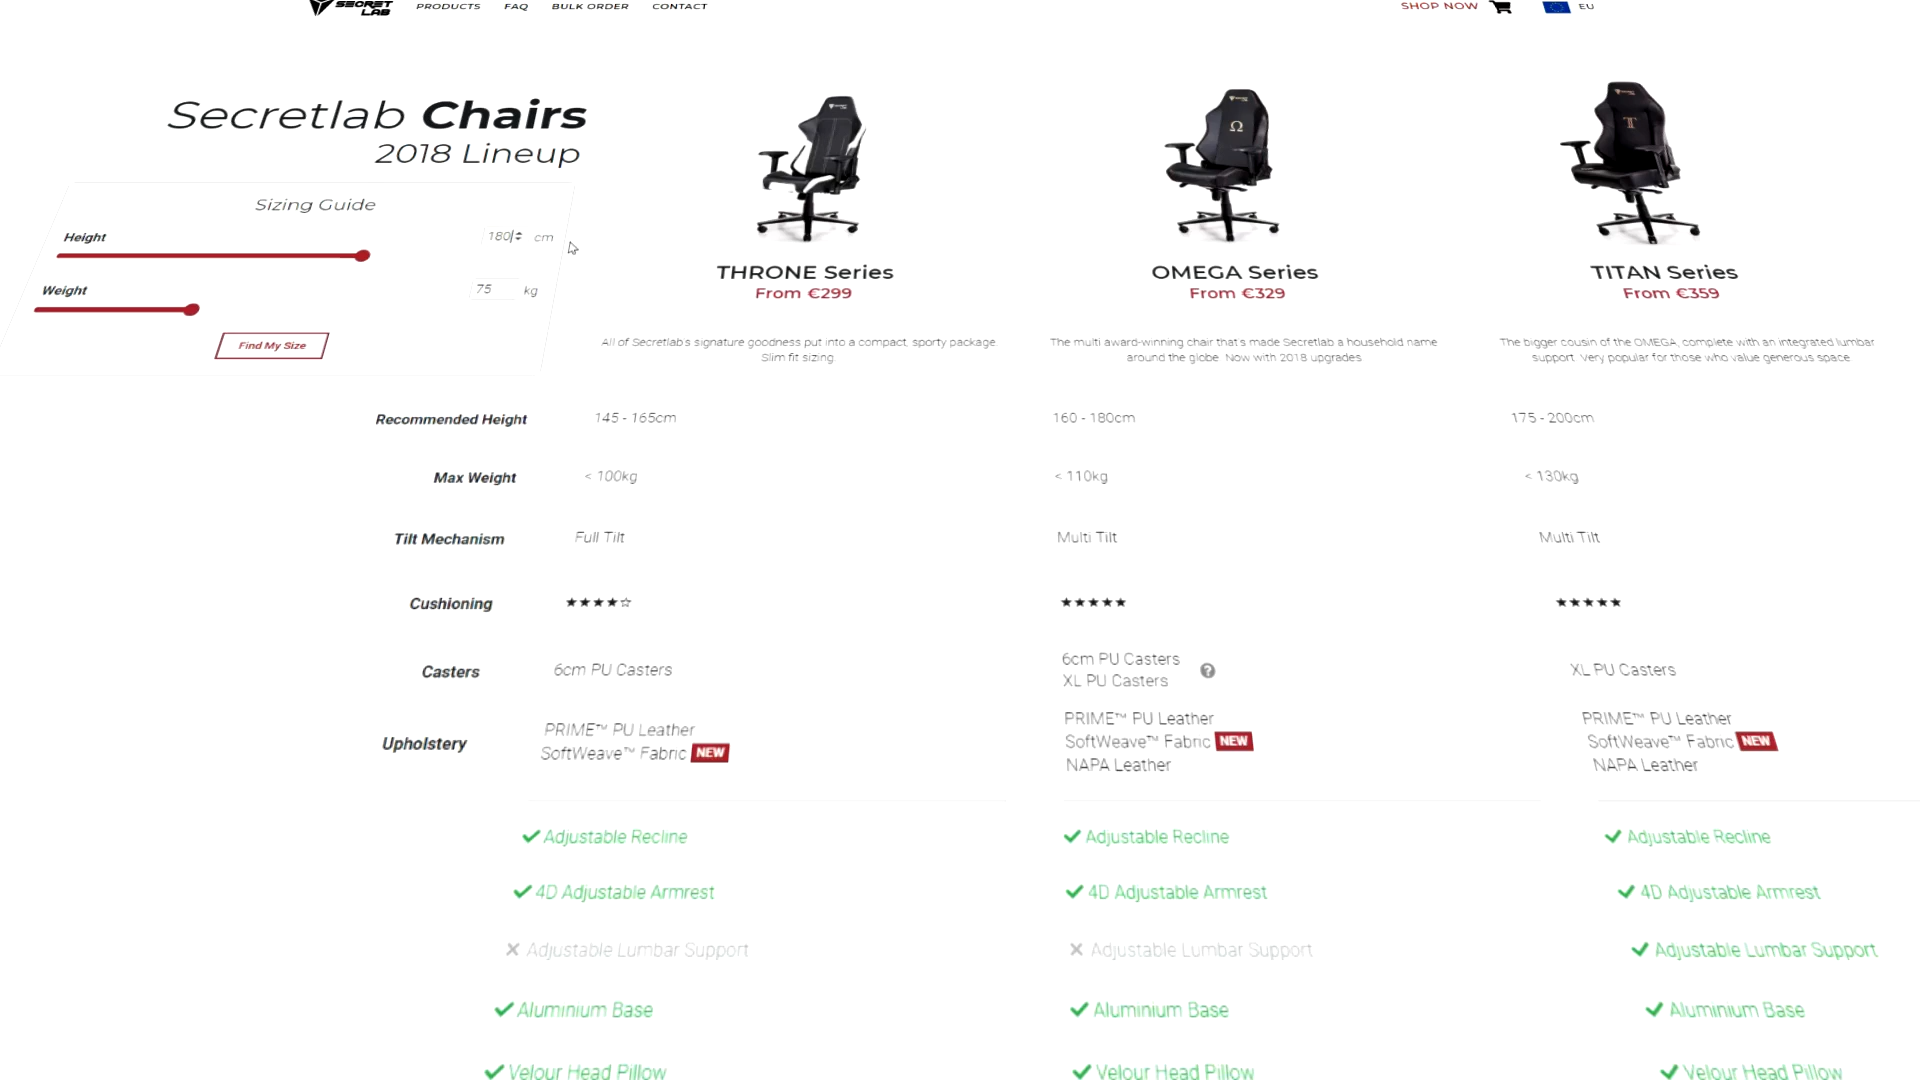 SECRET LAB PRODUCTS FAQ BULK ORDER CONTACT SHOP NOW EU
Secretlab Chairs
2018 Lineup
Sizing Guide
Height 180 cm
Weight 75 kg
Find My Size
THRONE Series OMEGA Series TITAN Series
From €299 From €329 From €359
All of Secretlab's signature goodness put into a compact, sporty package.
Slim fit sizing.
The multi award-winning chair that's made Secretlab a household name
around the globe. Now with 2018 upgrades.
The bigger cousin of the OMEGA, complete with an integrated lumbar
support. Very popular for those who value generous space.
Recommended Height 145 - 165cm 160 - 180cm 175 - 200cm
Max Weight < 100kg < 110kg < 130kg
Tilt Mechanism Full Tilt Multi Tilt Multi Tilt
Cushioning ★★★★☆ ★★★★★ ★★★★★
Casters 6cm PU Casters 6cm PU Casters XL PU Casters ? XL PU Casters
Upholstery
PRIME™ PU Leather
SoftWeave™ Fabric NEW
PRIME™ PU Leather
SoftWeave™ Fabric NEW
NAPA Leather
PRIME™ PU Leather
SoftWeave™ Fabric NEW
NAPA Leather
✔ Adjustable Recline ✔ Adjustable Recline ✔ Adjustable Recline
✔ 4D Adjustable Armrest ✔ 4D Adjustable Armrest ✔ 4D Adjustable Armrest
✕ Adjustable Lumbar Support ✕ Adjustable Lumbar Support ✔ Adjustable Lumbar Support
✔ Aluminium Base ✔ Aluminium Base ✔ Aluminium Base
✔ Velour Head Pillow ✔ Velour Head Pillow ✔ Velour Head Pillow